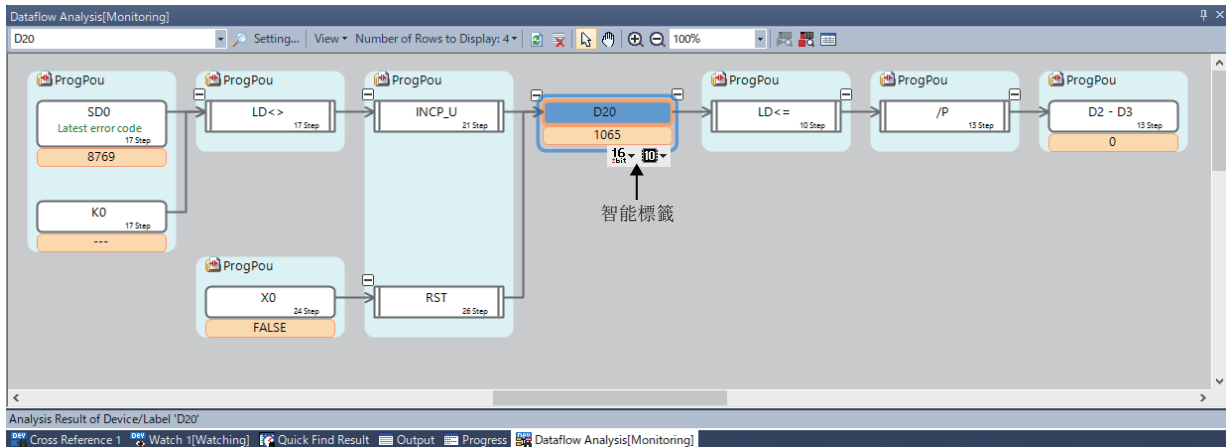 Dataflow Analysis[Monitoring]
D20 Setting... View Number of Rows to Display: 4 100%
ProgPou ProgPou ProgPou ProgPou ProgPou ProgPou
SD0
Latest error code
17 Step
8769
LD<>
17 Step
INCP_U
21 Step
D20
1065
16
bit
10
智能標籤
LD<=
10 Step
/P
13 Step
D2 - D3
13 Step
0
K0
17 Step
---
ProgPou
X0
24 Step
FALSE
RST
26 Step
Analysis Result of Device/Label 'D20'
Cross Reference 1 Watch 1[Watching] Quick Find Result Output Progress Dataflow Analysis[Monitoring]